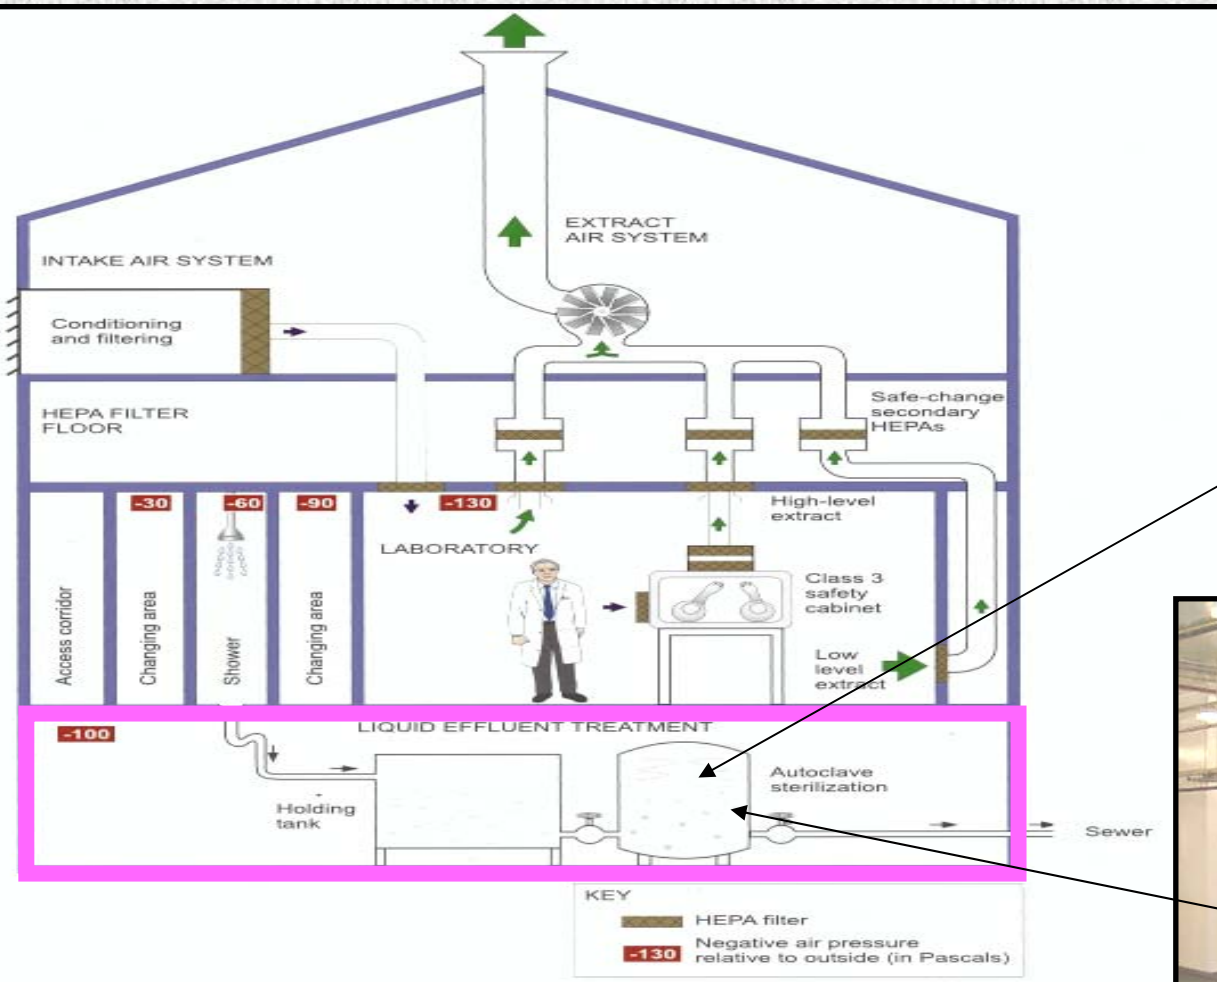 EXTRACT
AIR SYSTEM
INTAKE AIR SYSTEM
Conditioning
and filtering
HEPA FILTER
FLOOR
Safe-change
secondary
HEPAs
-30
-60
-90
-130
High-level
extract
LABORATORY
Class 3
safety
cabinet
Access corridor
Changing area
Shower
Changing area
Low
level
extract
-100
LIQUID EFFLUENT TREATMENT
Autoclave
sterilization
Holding
tank
Sewer
KEY
HEPA filter
-130
Negative air pressure
relative to outside (in Pascals)